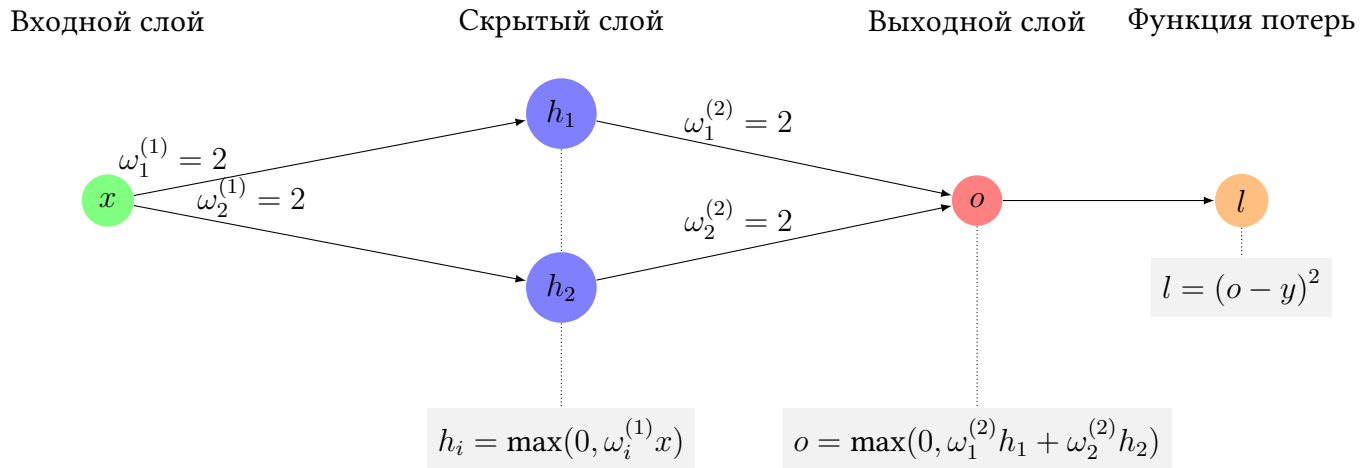 Входной слой
Скрытый слой
Выходной слой
Функция потерь
x
ω₁⁽¹⁾ = 2
ω₂⁽¹⁾ = 2
h₁
h₂
ω₁⁽²⁾ = 2
ω₂⁽²⁾ = 2
o
l
l = (o − y)²
hᵢ = max(0, ωᵢ⁽¹⁾x)
o = max(0, ω₁⁽²⁾h₁ + ω₂⁽²⁾h₂)